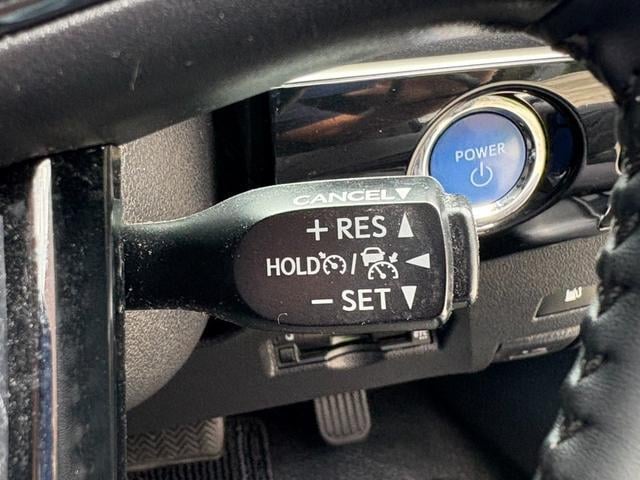 POWER
CANCEL▼
+ RES ▲
HOLD / ◀
− SET ▼